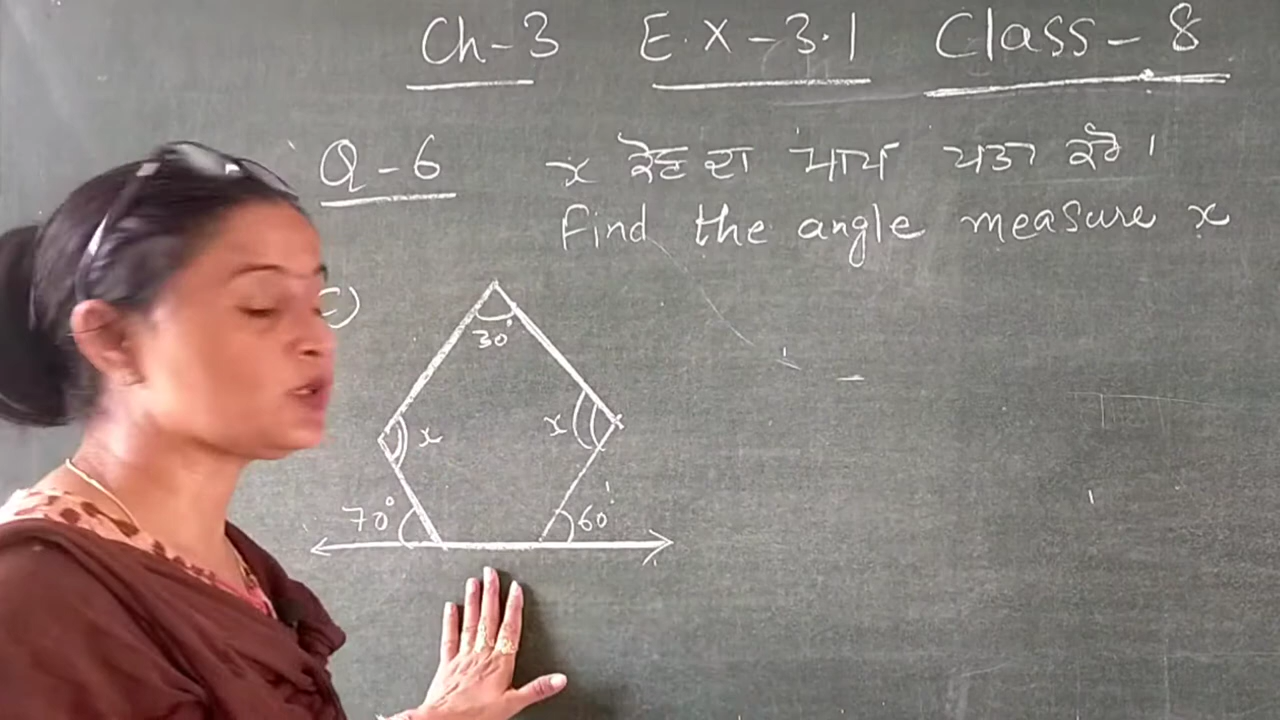 Ch-3 E.X-3.1 Class-8
Q-6 x ਕੋਣ ਦਾ ਮਾਪ ਪਤਾ ਕਰੋ।
Find the angle measure x
c)
30°
x x
70° 60°